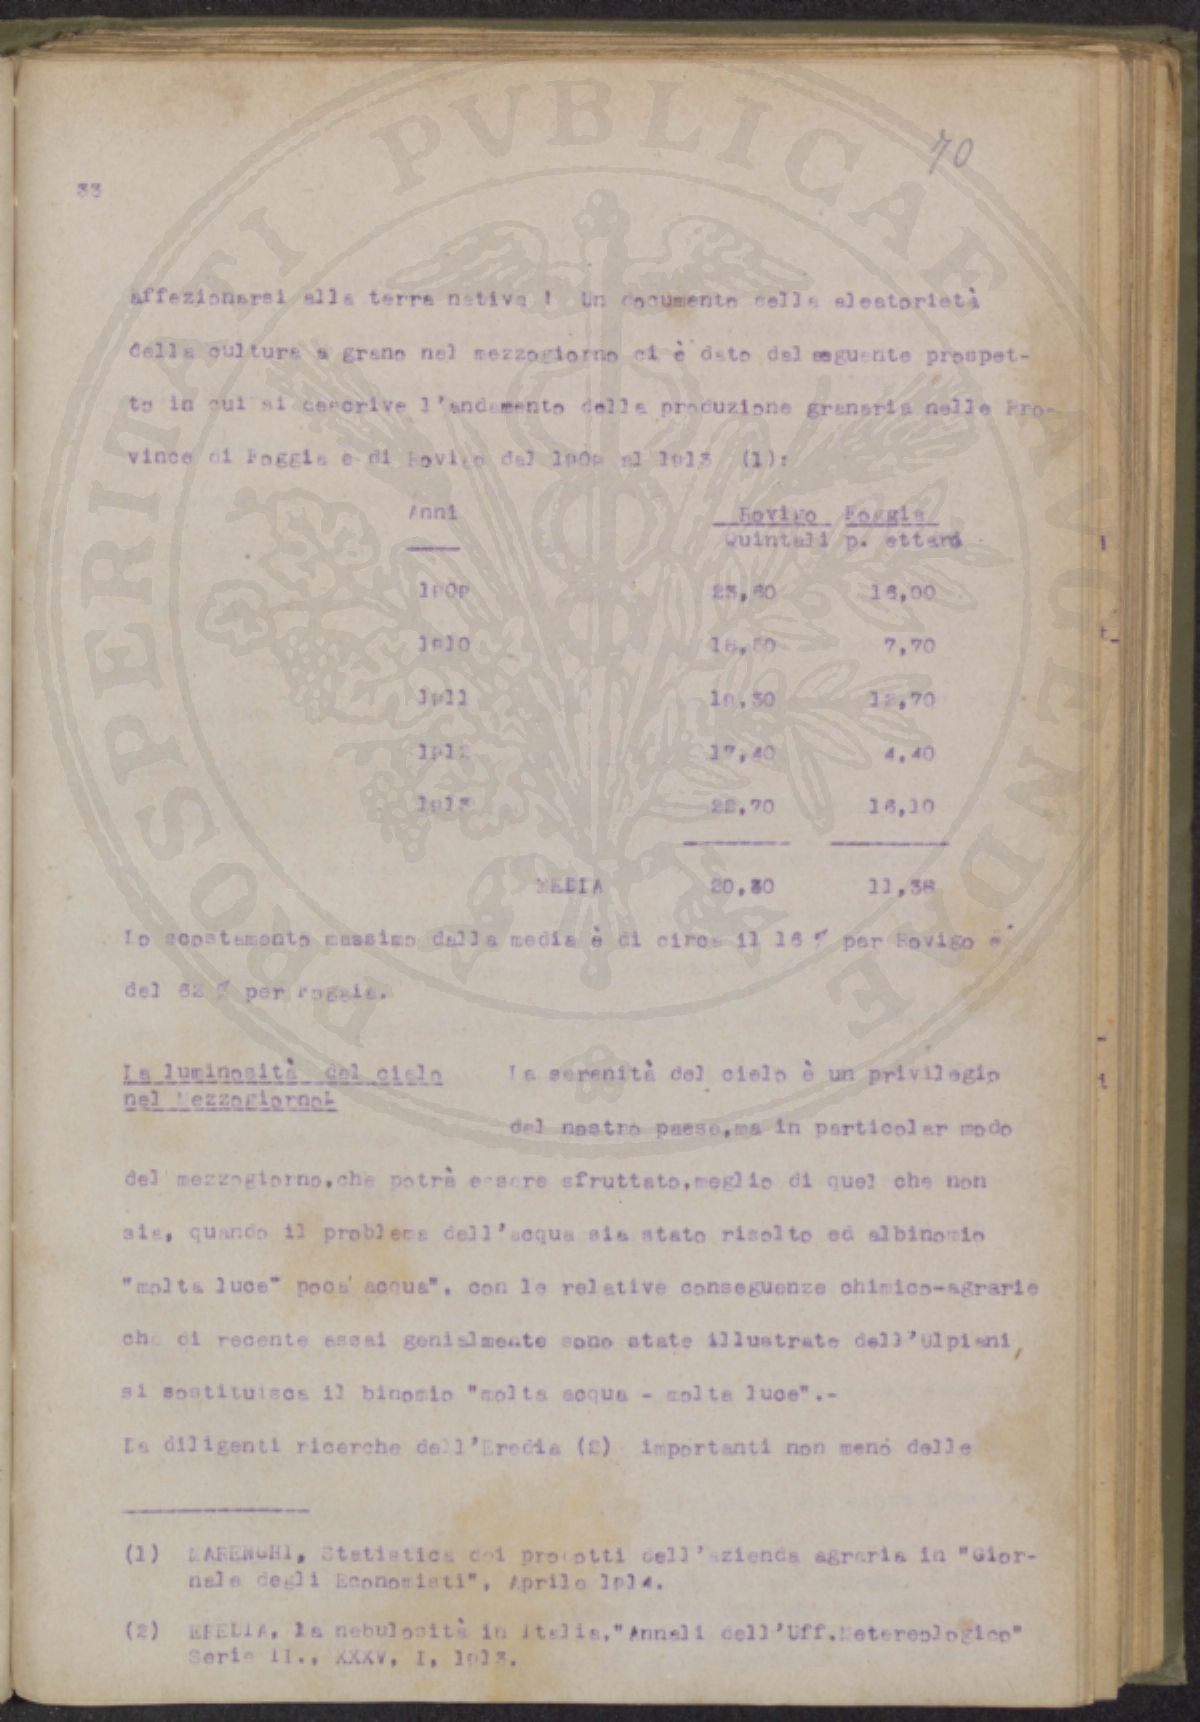 PROSPERITATI PVBLICAE AVGENDAE
70
33
affezionarsi alla terra nativa ! Un documento della aleatorietà
della cultura a grano nel mezzogiorno ci è dato dal seguente prospet-
to in cui si descrive l'andamento della produzione granaria nelle Pro-
vince di Foggia e di Rovigo dal 1909 al 1913 (1):
Anni Rovigo Foggia
Quintali p. ettaro
1909 23,60 16,00
1910 18,50 7,70
1911 19,30 12,70
1912 17,40 4,40
1913 22,70 16,10
MEDIA 20,30 11,38
Lo scostamento massimo dalla media è di circa il 16 % per Rovigo e
del 62 % per Foggia.
La luminosità del cielo La serenità del cielo è un privilegio
nel Mezzogiorno.
del nostro paese,ma in particolar modo
del mezzogiorno,che potrà essere sfruttato,meglio di quel che non
sia, quando il problema dell'acqua sia stato risolto ed albinomio
"molta luce" poca acqua", con le relative conseguenze chimico-agrarie
che di recente assai genialmente sono state illustrate dell'Ulpiani,
si sostituisca il binomio "molta acqua - molta luce".-
Le diligenti ricerche dell'Eredia (2) importanti non meno delle
(1) MARENGHI, Statistica dei prodotti dell'azienda agraria in "Gior-
nale degli Economisti", Aprile 1914.
(2) EREDIA, la nebulosità in Italia,"Annali dell'Uff.Metereologico"
Serie II., XXXV, I, 1913.